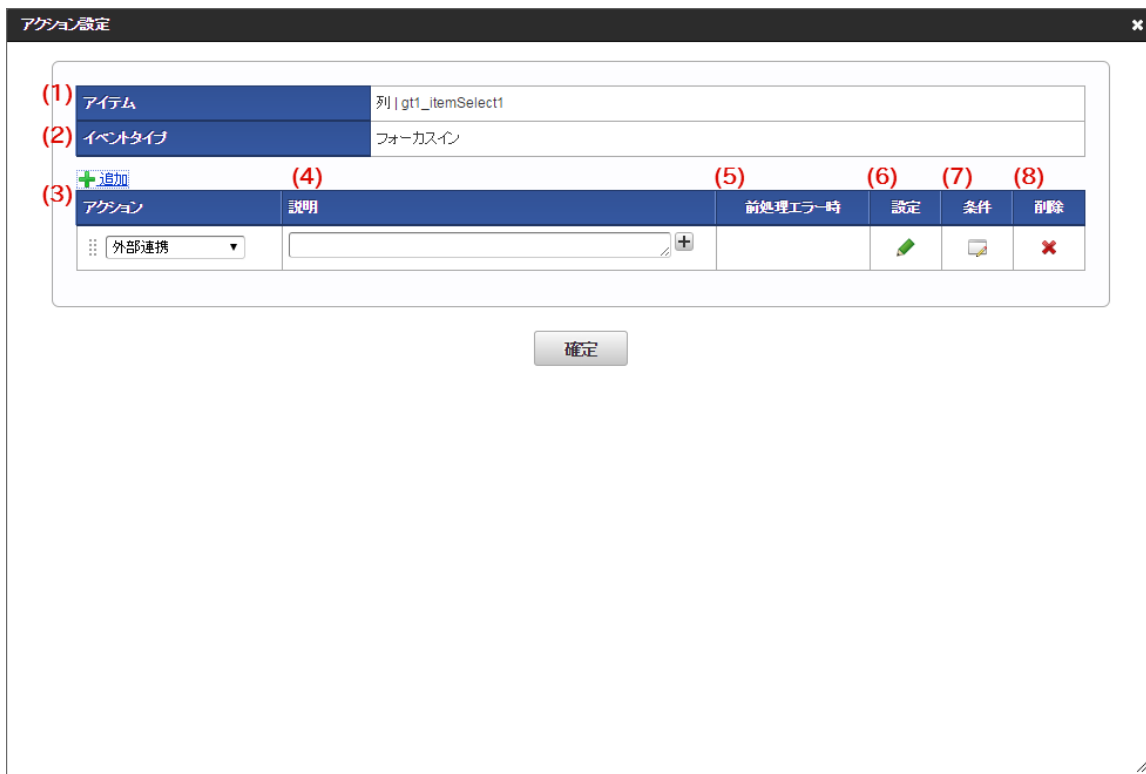 アクション設定
(1) アイテム 列 | gt1_itemSelect1
(2) イベントタイプ フォーカスイン
追加
(3) (4) (5) (6) (7) (8)
アクション 説明 前処理エラー時 設定 条件 削除
外部連携
確定